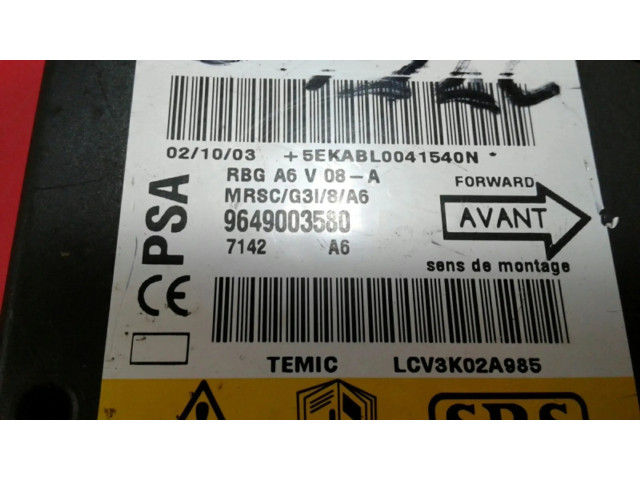 02/10/03 +5EKABL0041540N *
RBG A6 V 08-A
MRSC/G3I/8/A6
9649003580
7142 A6
PSA
CE
FORWARD
AVANT
sens de montage
TEMIC LCV3K02A985
SRS